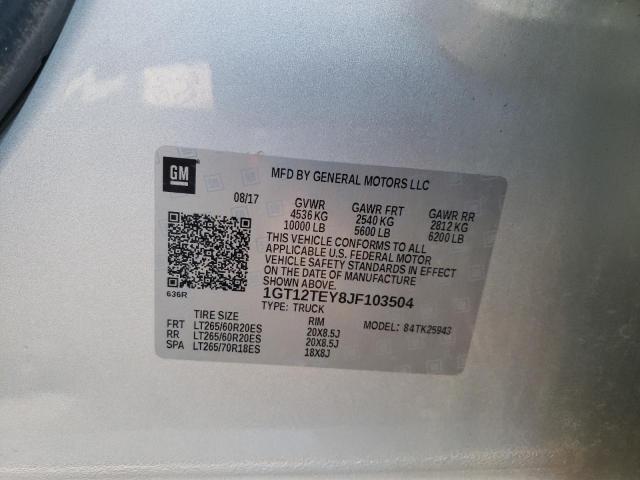 GM
MFD BY GENERAL MOTORS LLC
08/17 GVWR GAWR FRT GAWR RR
4536 KG 2540 KG 2812 KG
10000 LB 5600 LB 6200 LB
THIS VEHICLE CONFORMS TO ALL
APPLICABLE U.S. FEDERAL MOTOR
VEHICLE SAFETY STANDARDS IN EFFECT
ON THE DATE OF MANUFACTURE
SHOWN ABOVE.
636R 1GT12TEY8JF103504
TYPE: TRUCK
TIRE SIZE RIM MODEL: 84TK25943
FRT LT265/60R20ES 20X8.5J
RR LT265/60R20ES 20X8.5J
SPA LT265/70R18ES 18X8J